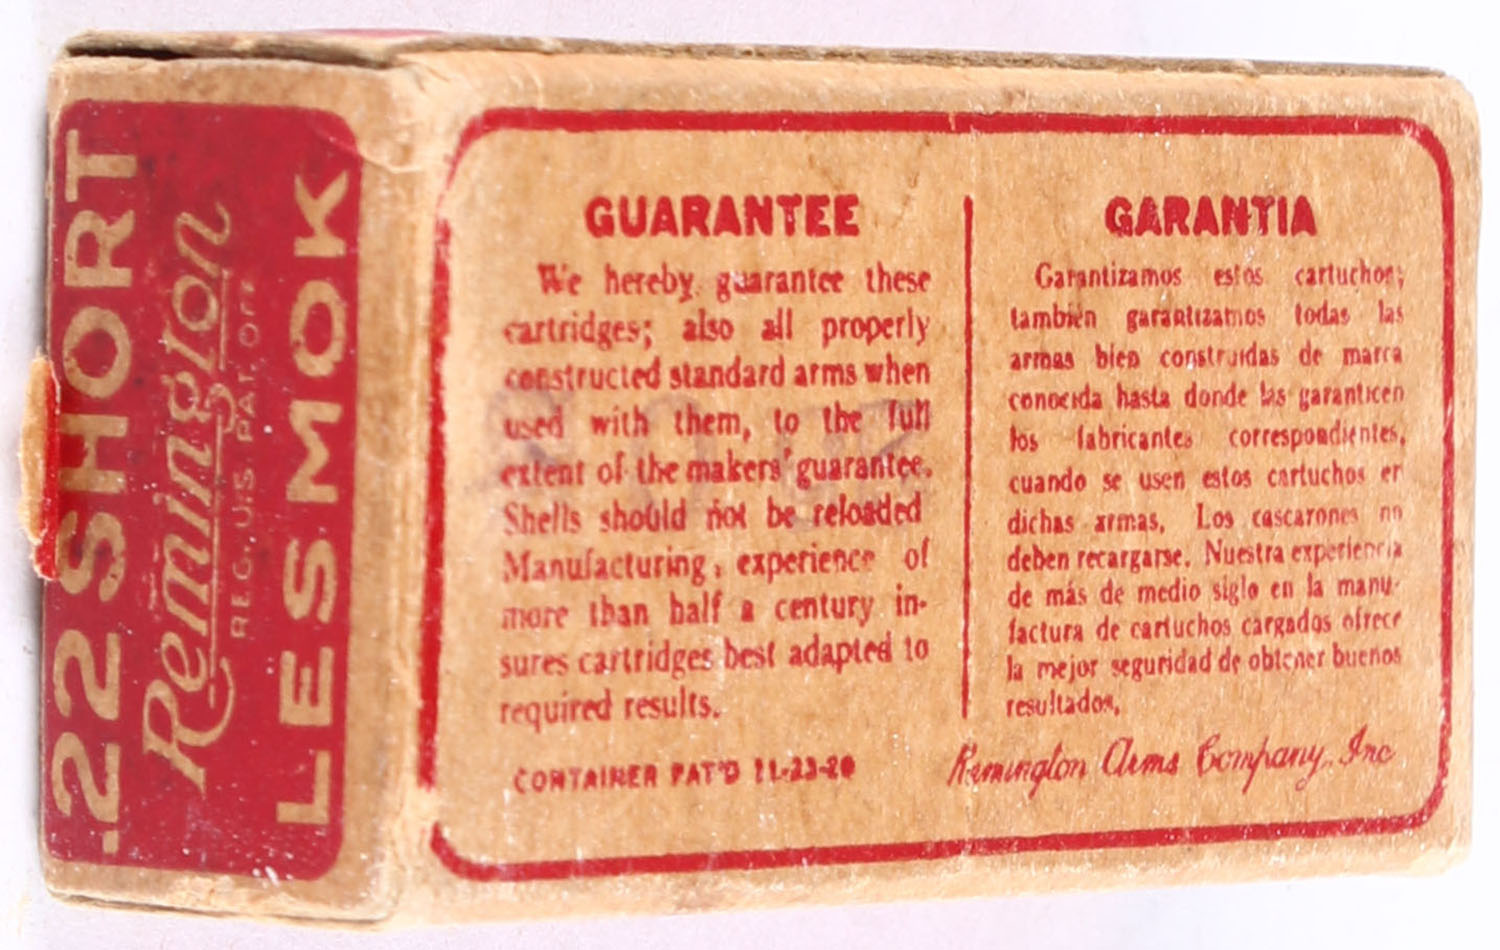 .22 SHORT
Remington
REG. U.S. PAT. OFF.
LESMOK
GUARANTEE
We hereby guarantee these
cartridges; also all properly
constructed standard arms when
used with them, to the full
extent of the makers' guarantee.
Shells should not be reloaded
Manufacturing experience of
more than half a century in-
sures cartridges best adapted to
required results.
CONTAINER PAT'D 11-23-20
GARANTIA
Garantizamos estos cartuchos;
también garantizamos todas las
armas bien construidas de marca
conocida hasta donde las garanticen
los fabricantes correspondientes,
cuando se usen estos cartuchos en
dichas armas. Los cascarones no
deben recargarse. Nuestra experiencia
de más de medio siglo en la manu-
factura de cartuchos cargados ofrece
la mejor seguridad de obtener buenos
resultados.
Remington Arms Company, Inc